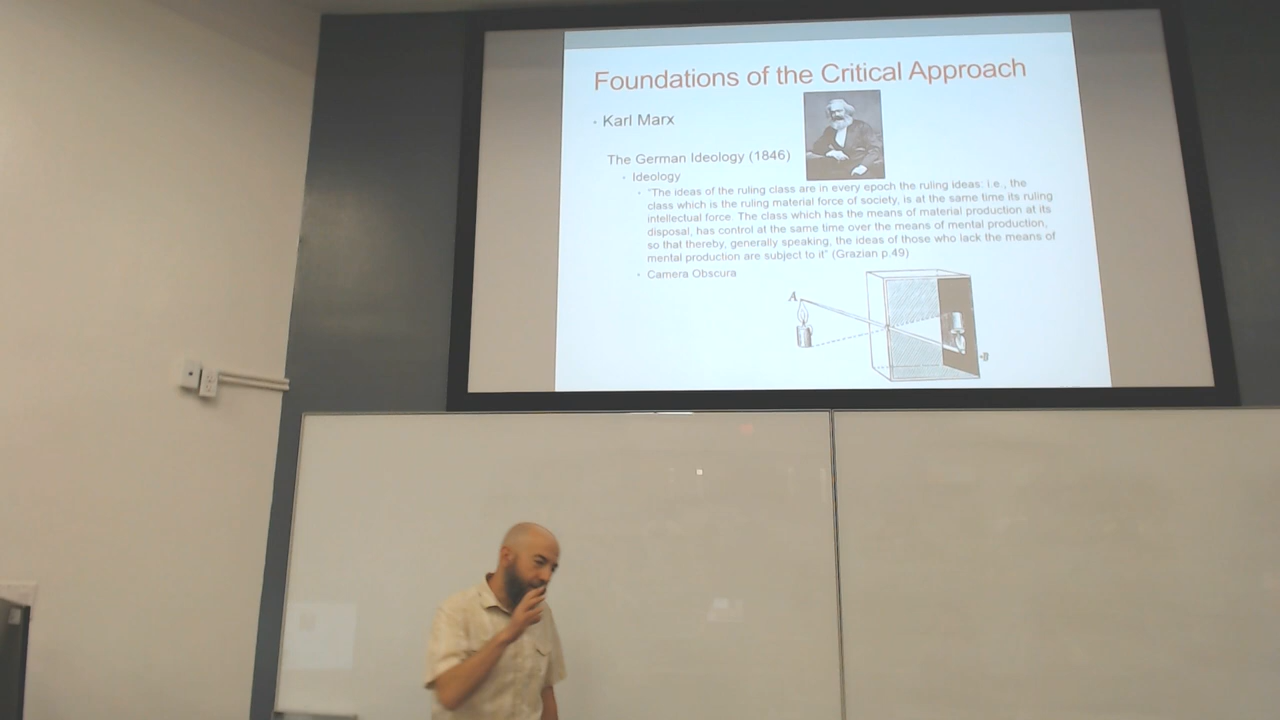 Foundations of the Critical Approach
• Karl Marx
The German Ideology (1846)
• Ideology
• "The ideas of the ruling class are in every epoch the ruling ideas: i.e., the
class which is the ruling material force of society, is at the same time its ruling
intellectual force. The class which has the means of material production at its
disposal, has control at the same time over the means of mental production,
so that thereby, generally speaking, the ideas of those who lack the means of
mental production are subject to it" (Grazian p.49)
• Camera Obscura
A
B